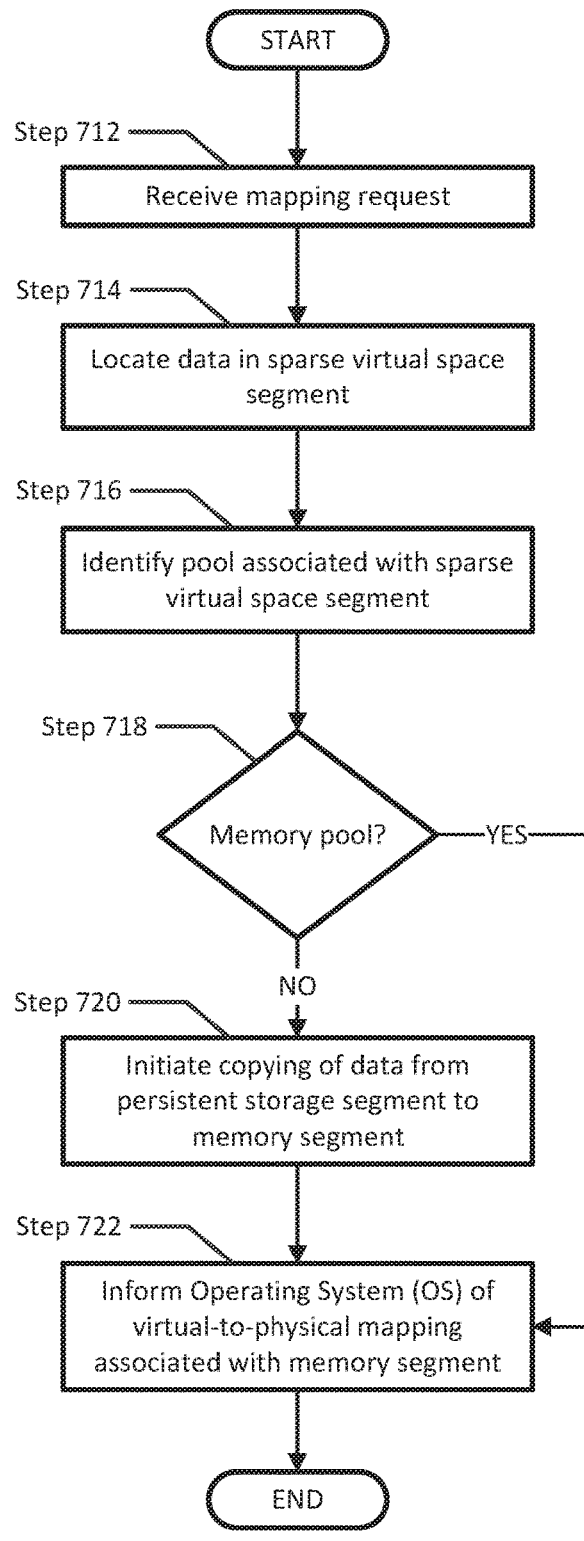 START
Step 712
Receive mapping request
Step 714
Locate data in sparse virtual space
segment
Step 716
Identify pool associated with sparse
virtual space segment
Step 718
Memory pool?
YES
NO
Step 720
Initiate copying of data from
persistent storage segment to
memory segment
Step 722
Inform Operating System (OS) of
virtual-to-physical mapping
associated with memory segment
END